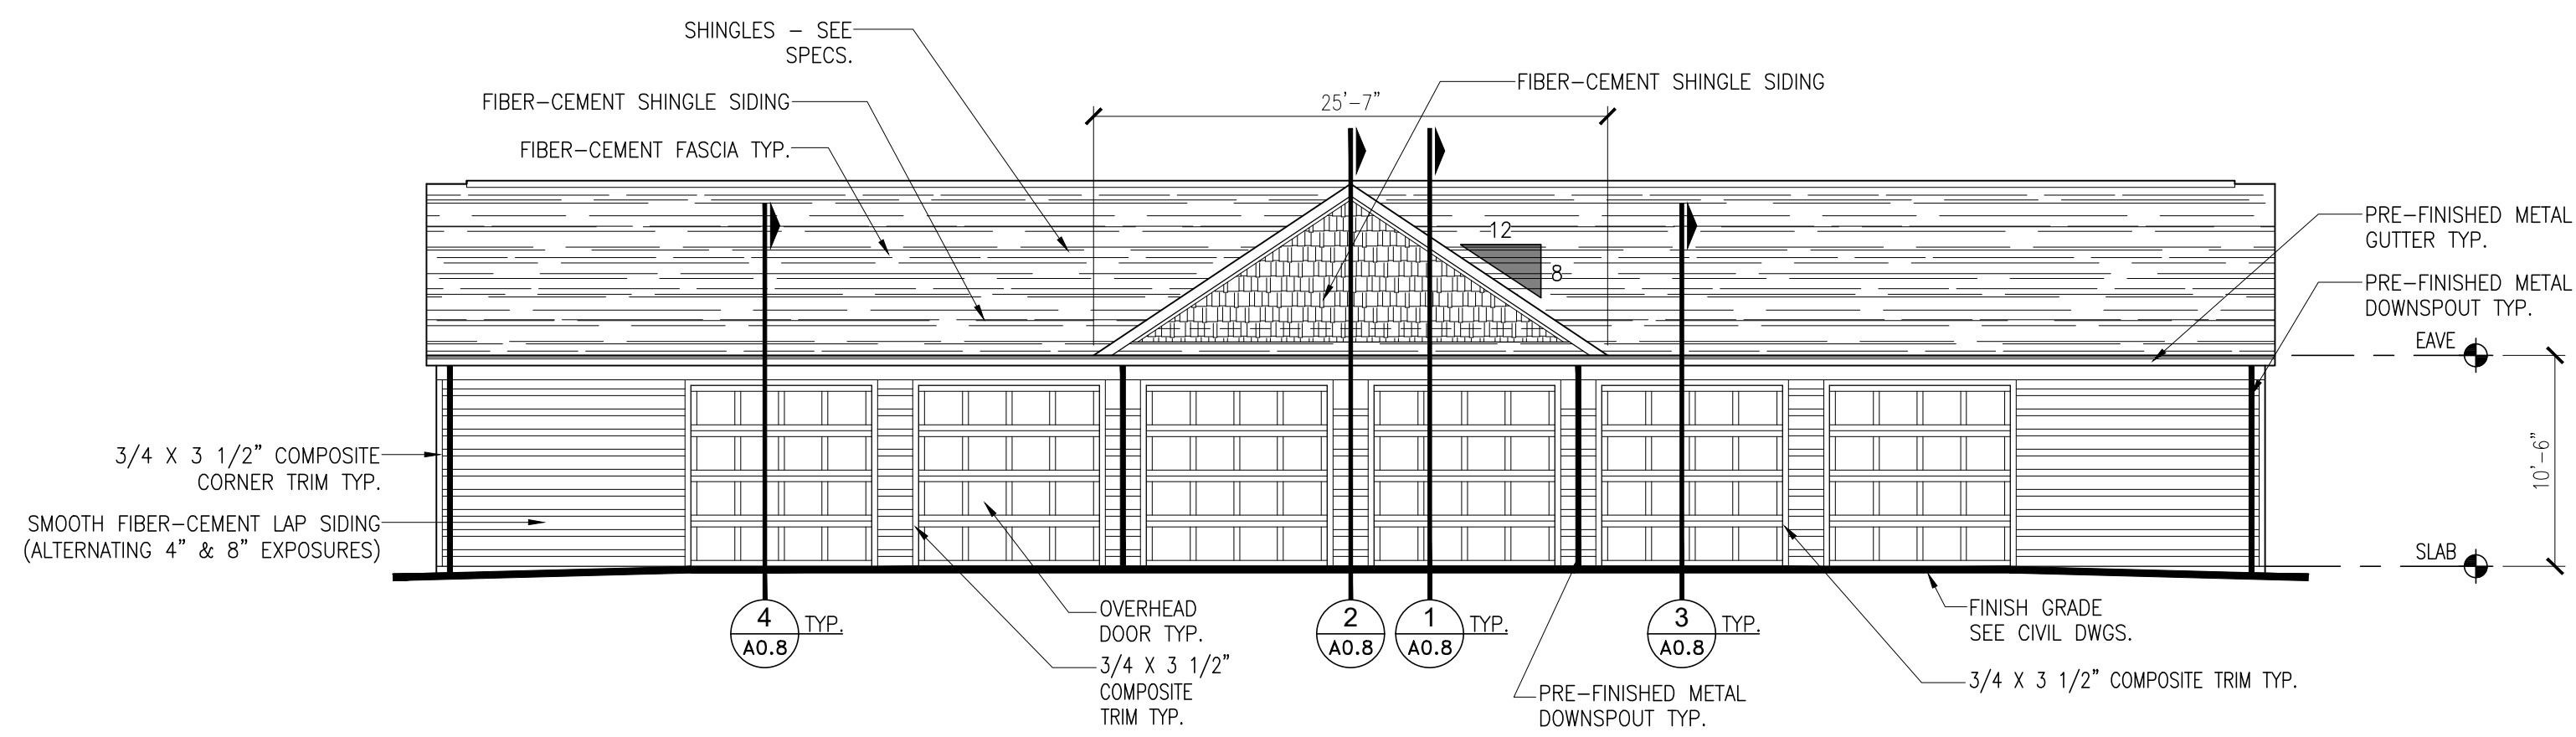 SHINGLES – SEE
SPECS.
FIBER–CEMENT SHINGLE SIDING
25'–7"
FIBER–CEMENT SHINGLE SIDING
FIBER–CEMENT FASCIA TYP.
12
8
PRE–FINISHED METAL
GUTTER TYP.
PRE–FINISHED METAL
DOWNSPOUT TYP.
EAVE
10'–6"
SLAB
3/4 X 3 1/2" COMPOSITE
CORNER TRIM TYP.
SMOOTH FIBER–CEMENT LAP SIDING
(ALTERNATING 4" & 8" EXPOSURES)
4
A0.8
TYP.
OVERHEAD
DOOR TYP.
3/4 X 3 1/2"
COMPOSITE
TRIM TYP.
2
A0.8
1
A0.8
TYP.
PRE–FINISHED METAL
DOWNSPOUT TYP.
3
A0.8
TYP.
FINISH GRADE
SEE CIVIL DWGS.
3/4 X 3 1/2" COMPOSITE TRIM TYP.